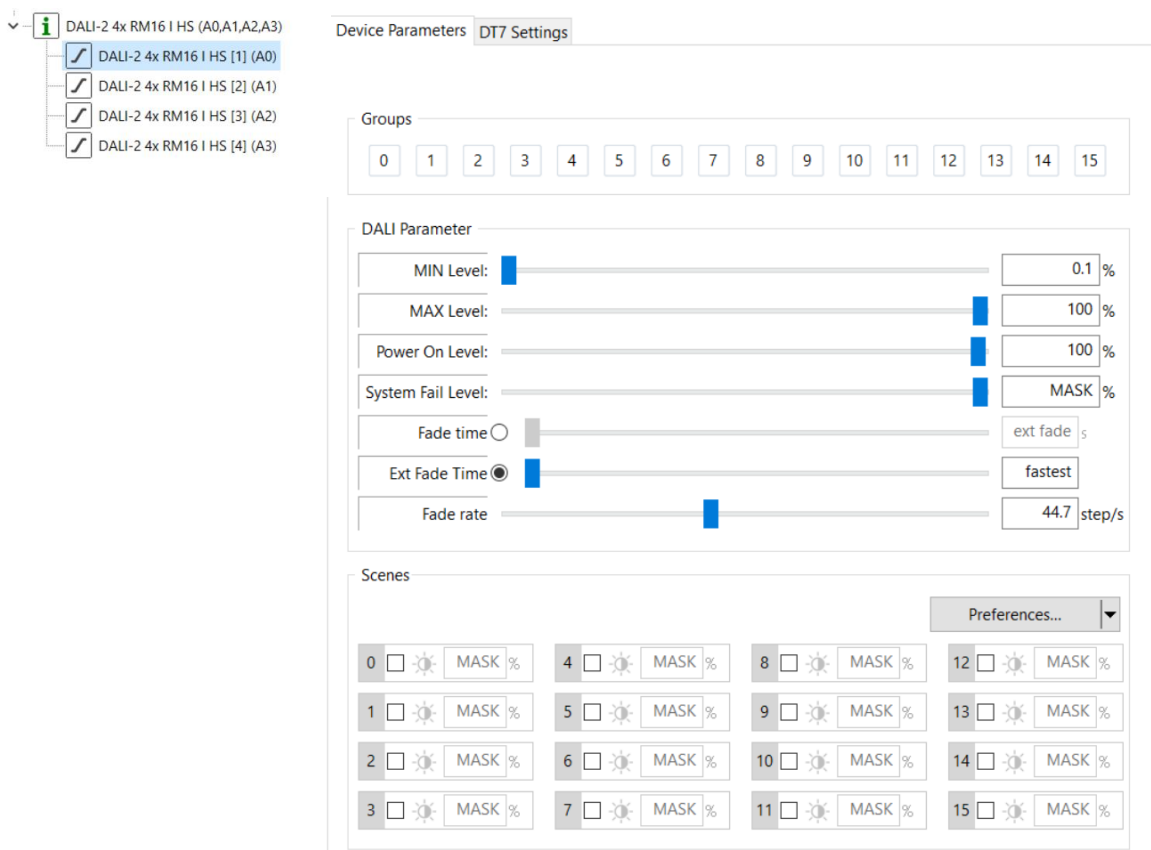 DALI-2 4x RM16 I HS (A0,A1,A2,A3)
DALI-2 4x RM16 I HS [1] (A0)
DALI-2 4x RM16 I HS [2] (A1)
DALI-2 4x RM16 I HS [3] (A2)
DALI-2 4x RM16 I HS [4] (A3)
Device Parameters DT7 Settings
Groups
0 1 2 3 4 5 6 7 8 9 10 11 12 13 14 15
DALI Parameter
MIN Level: 0.1 %
MAX Level: 100 %
Power On Level: 100 %
System Fail Level: MASK %
Fade time ext fade s
Ext Fade Time fastest
Fade rate 44.7 step/s
Scenes
Preferences...
0 MASK % 4 MASK % 8 MASK % 12 MASK %
1 MASK % 5 MASK % 9 MASK % 13 MASK %
2 MASK % 6 MASK % 10 MASK % 14 MASK %
3 MASK % 7 MASK % 11 MASK % 15 MASK %